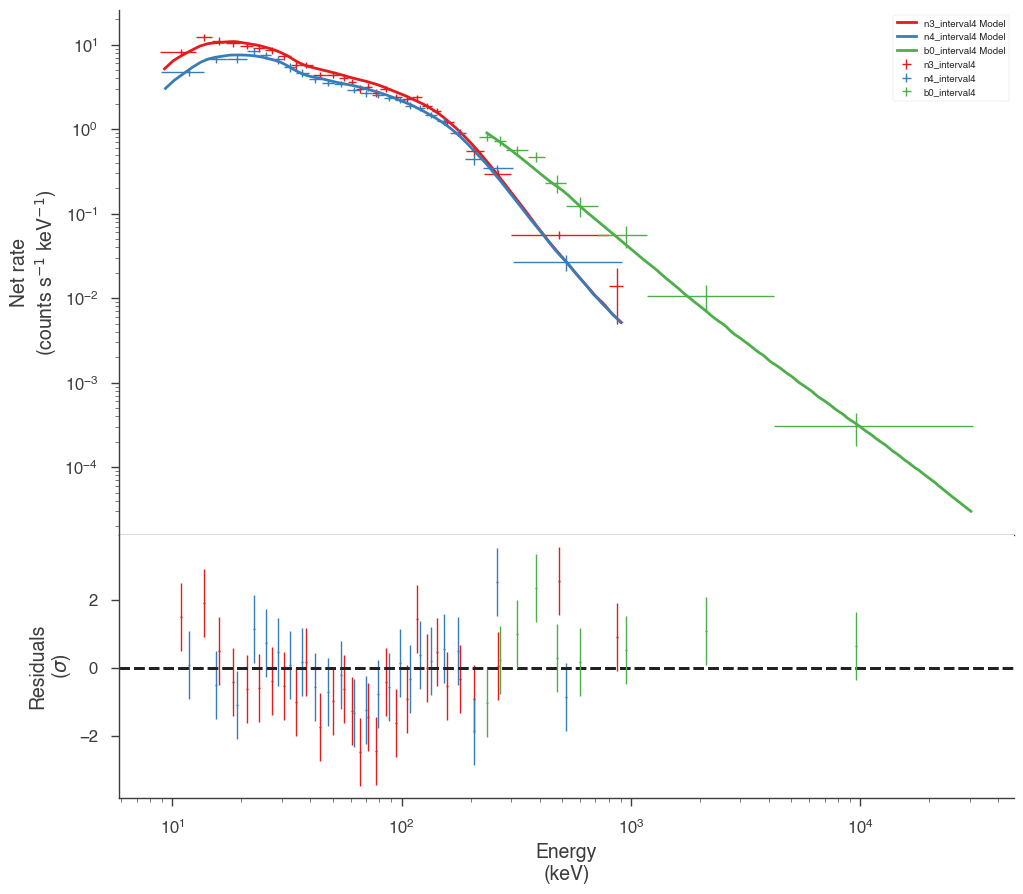 n3_interval4 Model
n4_interval4 Model
b0_interval4 Model
n3_interval4
n4_interval4
b0_interval4
10¹
10⁰
10⁻¹
10⁻²
10⁻³
10⁻⁴
Net rate
(counts s⁻¹ keV⁻¹)
2
0
−2
Residuals
(σ)
10¹ 10² 10³ 10⁴
Energy
(keV)